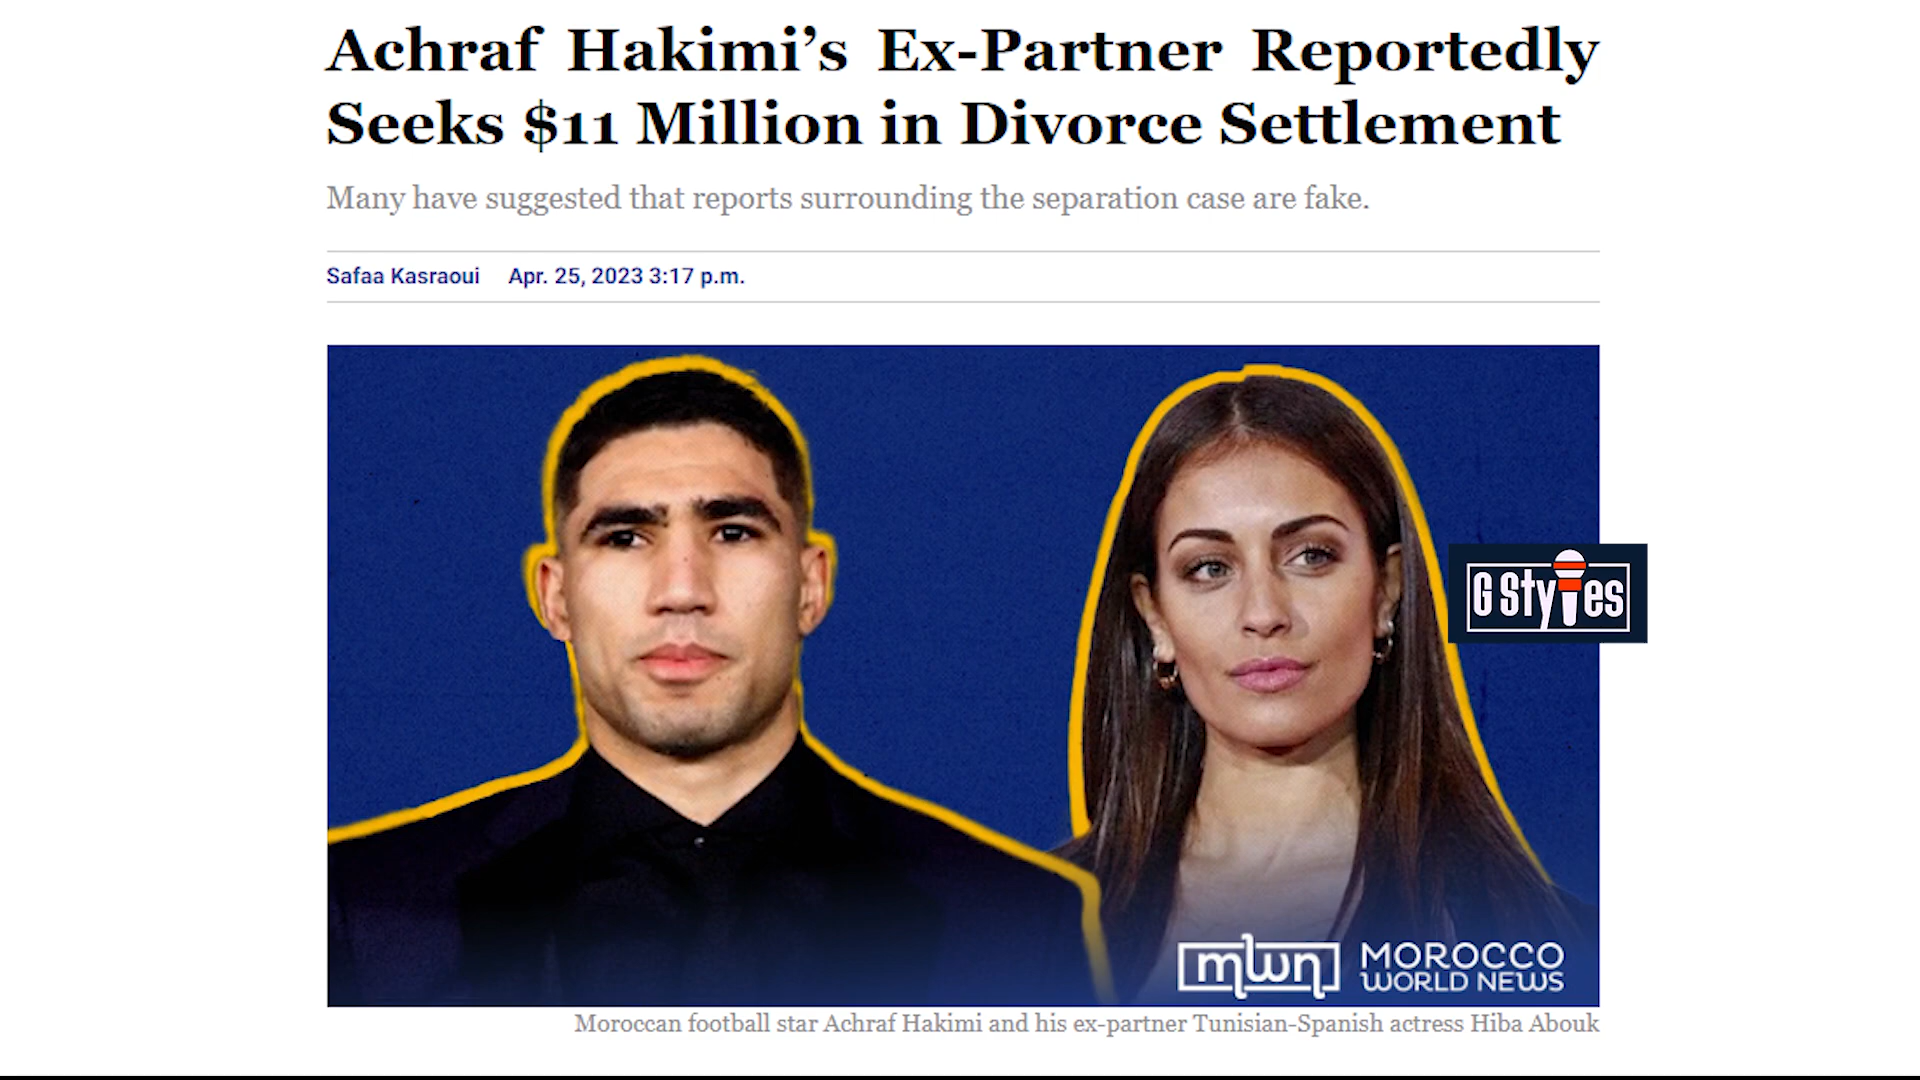 Achraf Hakimi’s Ex-Partner Reportedly
Seeks $11 Million in Divorce Settlement
Many have suggested that reports surrounding the separation case are fake.
Safaa Kasraoui Apr. 25, 2023 3:17 p.m.
G Styles
mwn MOROCCO
WORLD NEWS
Moroccan football star Achraf Hakimi and his ex-partner Tunisian-Spanish actress Hiba Abouk